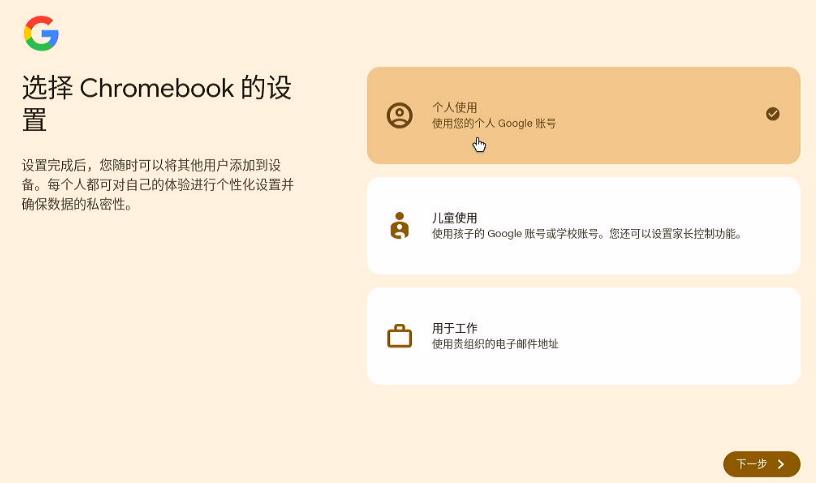 选择 Chromebook 的设
置
设置完成后，您随时可以将其他用户添加到设
备。每个人都可对自己的体验进行个性化设置并
确保数据的私密性。
个人使用
使用您的个人 Google 账号
儿童使用
使用孩子的 Google 账号或学校账号。您还可以设置家长控制功能。
用于工作
使用贵组织的电子邮件地址
下一步